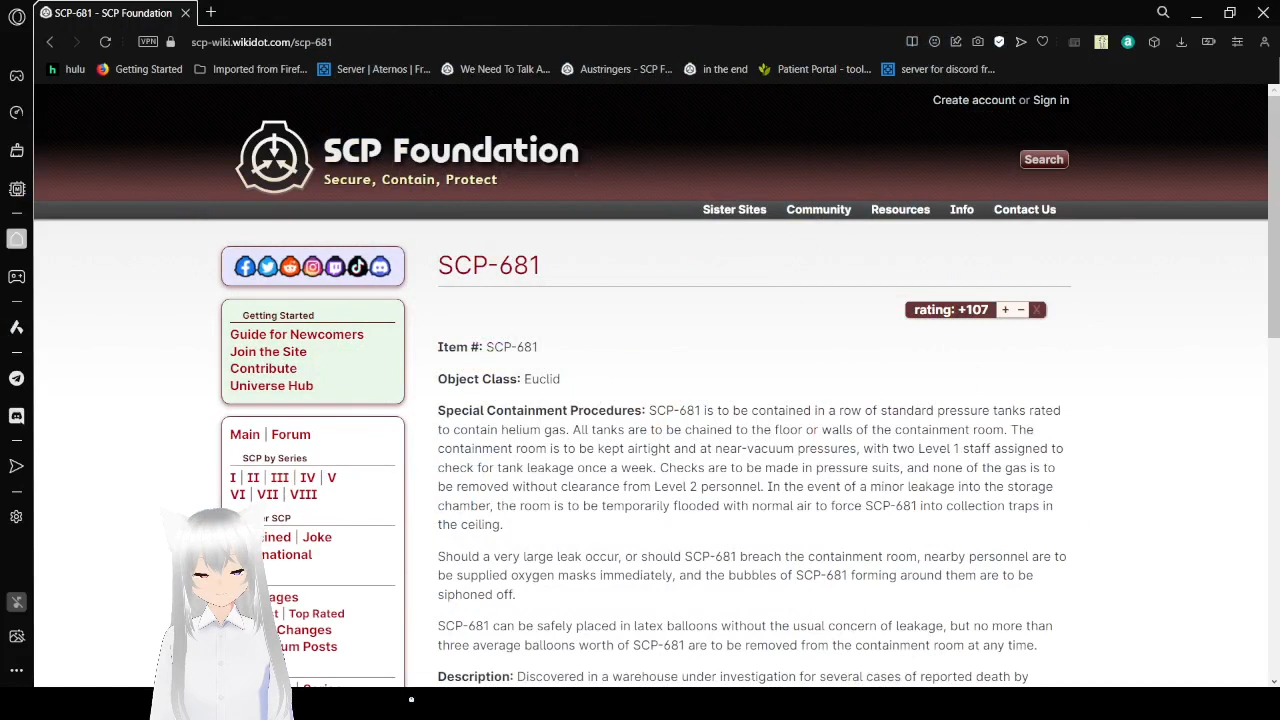 SCP-681 - SCP Foundation
VPN
scp-wiki.wikidot.com/scp-681
hulu
Getting Started
Imported from Firef...
Server | Aternos | Fr...
We Need To Talk A...
Austringers - SCP F...
in the end
Patient Portal - tool...
server for discord fr...
Create account or Sign in
SCP Foundation
Secure, Contain, Protect
Search
Sister Sites Community Resources Info Contact Us
SCP-681
rating: +107 + − X
Getting Started
Guide for Newcomers
Join the Site
Contribute
Universe Hub
Main | Forum
SCP by Series
I | II | III | IV | V
VI | VII | VIII
er SCP
ined | Joke
national
ages
t | Top Rated
Changes
um Posts
Item #: SCP-681
Object Class: Euclid
Special Containment Procedures: SCP-681 is to be contained in a row of standard pressure tanks rated
to contain helium gas. All tanks are to be chained to the floor or walls of the containment room. The
containment room is to be kept airtight and at near-vacuum pressures, with two Level 1 staff assigned to
check for tank leakage once a week. Checks are to be made in pressure suits, and none of the gas is to
be removed without clearance from Level 2 personnel. In the event of a minor leakage into the storage
chamber, the room is to be temporarily flooded with normal air to force SCP-681 into collection traps in
the ceiling.
Should a very large leak occur, or should SCP-681 breach the containment room, nearby personnel are to
be supplied oxygen masks immediately, and the bubbles of SCP-681 forming around them are to be
siphoned off.
SCP-681 can be safely placed in latex balloons without the usual concern of leakage, but no more than
three average balloons worth of SCP-681 are to be removed from the containment room at any time.
Description: Discovered in a warehouse under investigation for several cases of reported death by